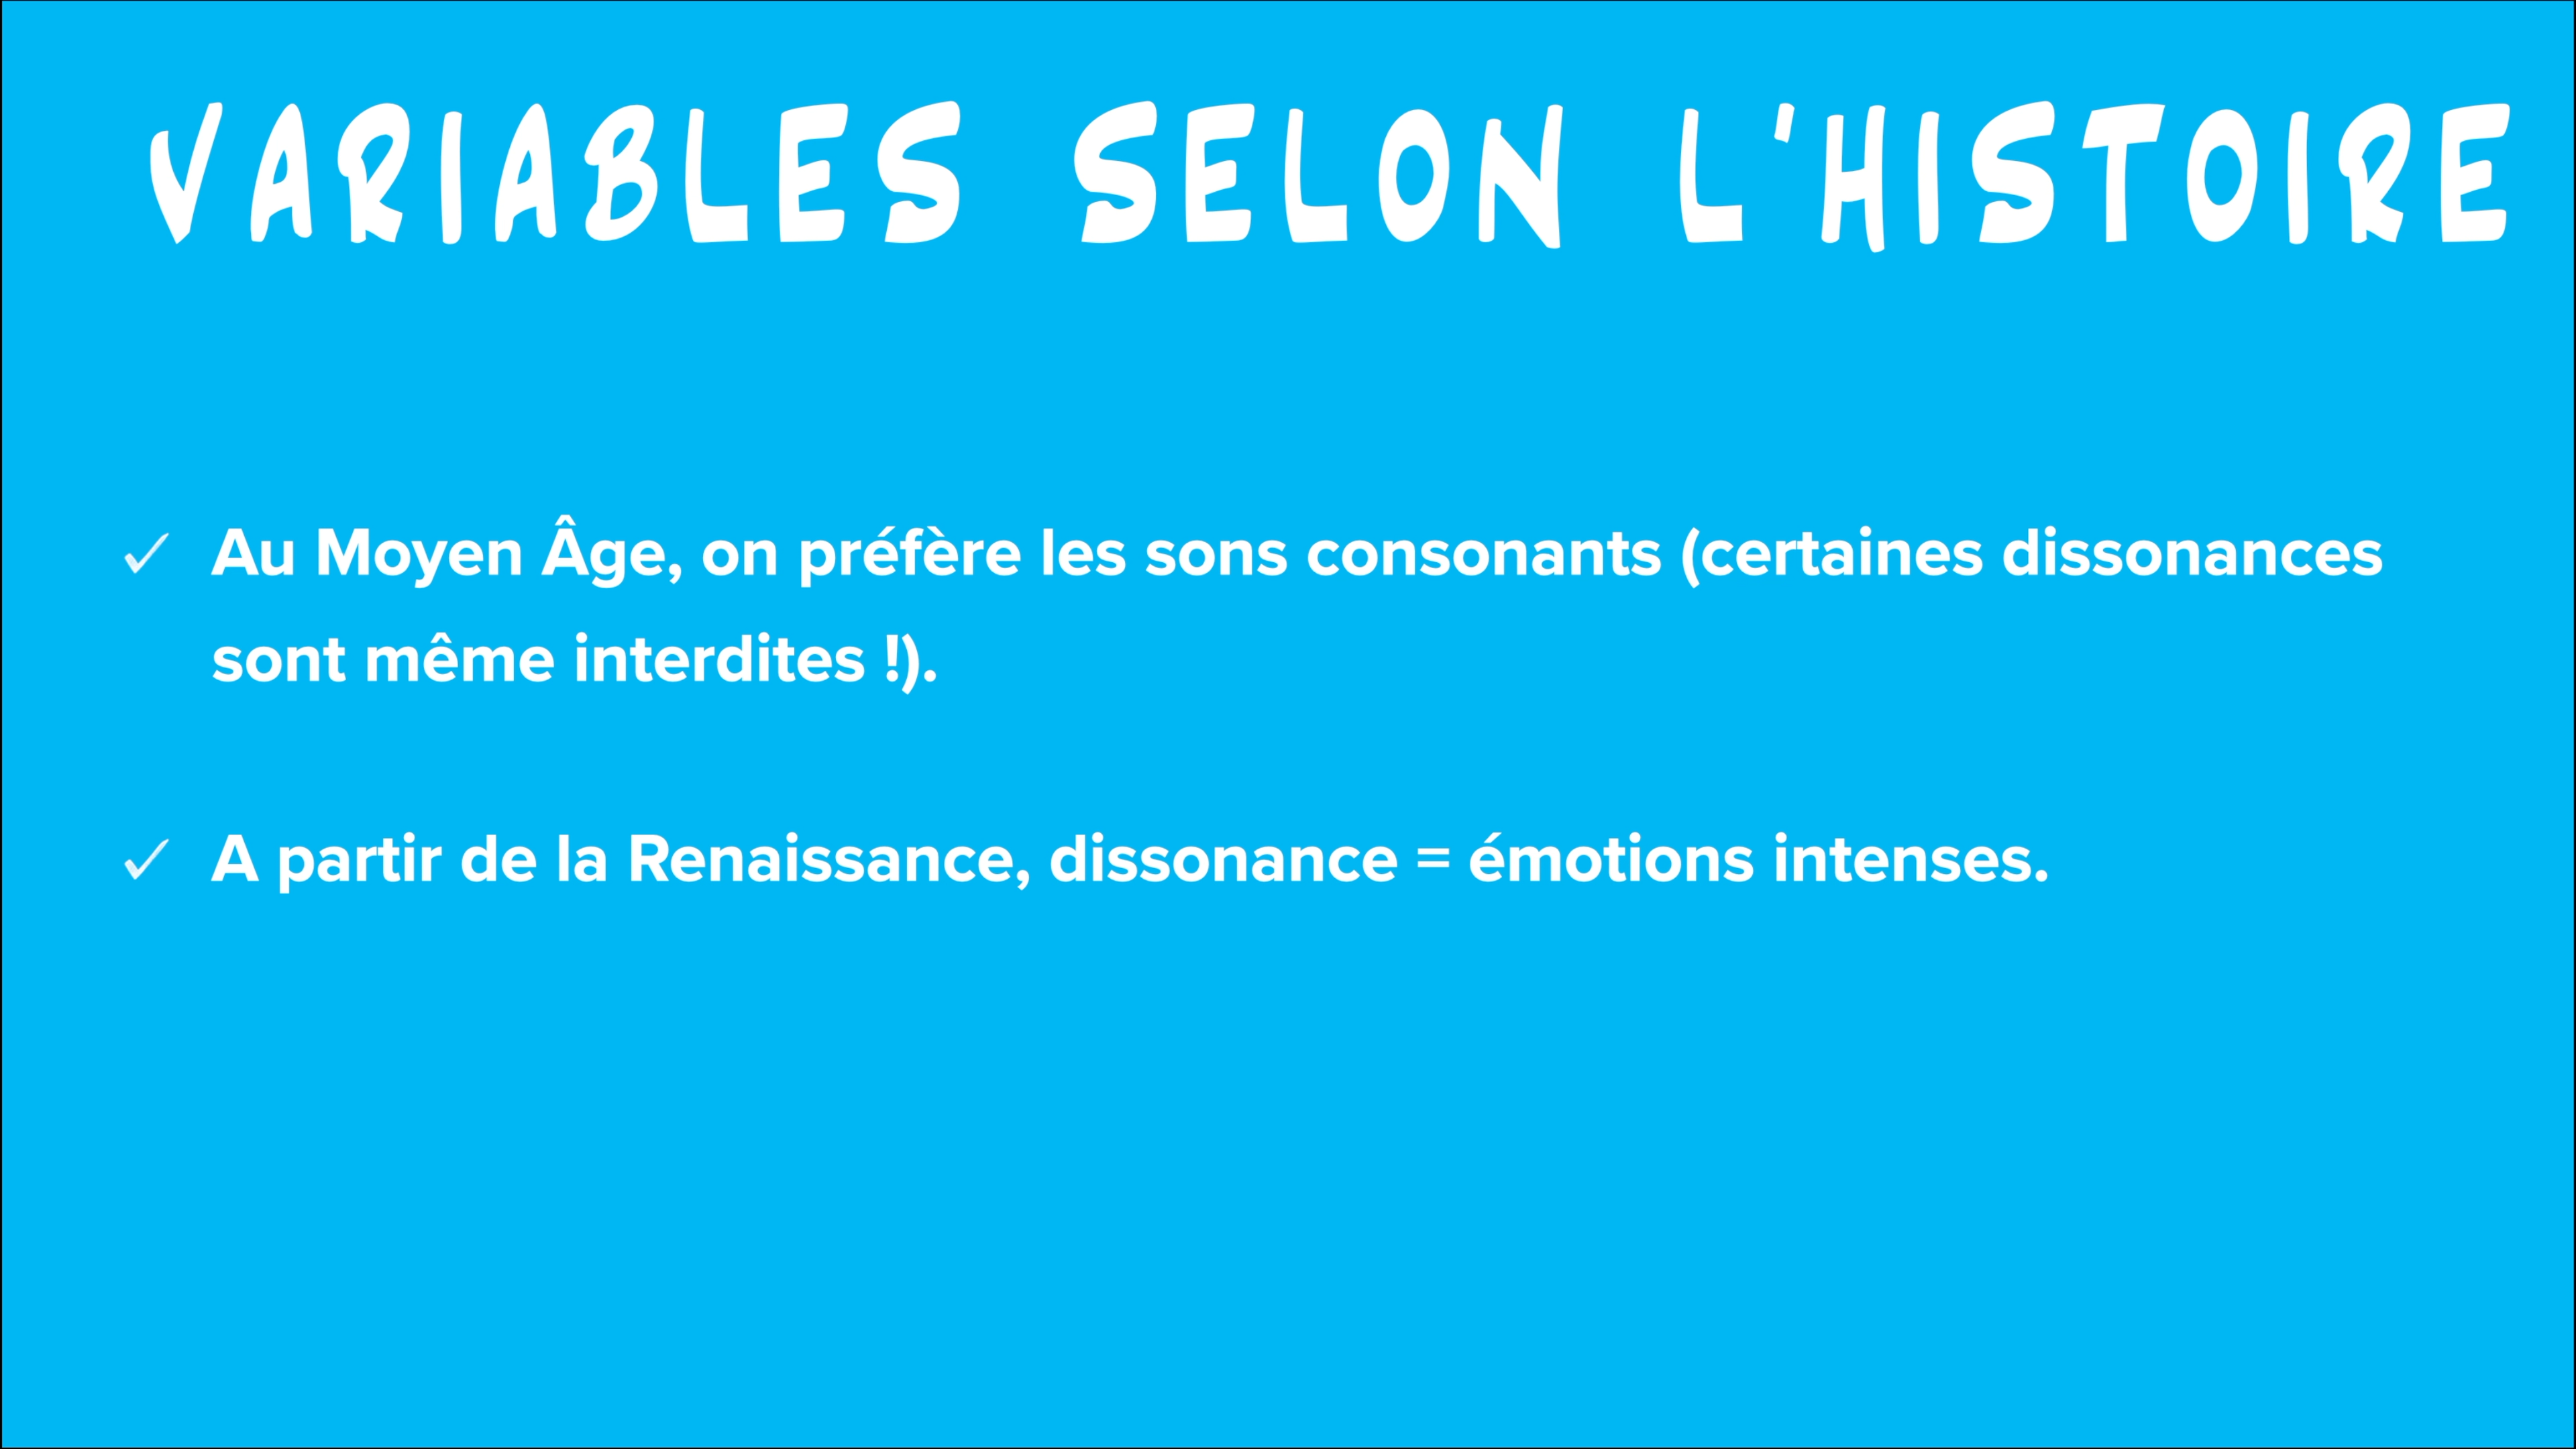 VARIABLES SELON L'HISTOIRE
Au Moyen Âge, on préfère les sons consonants (certaines dissonances
sont même interdites !).
A partir de la Renaissance, dissonance = émotions intenses.